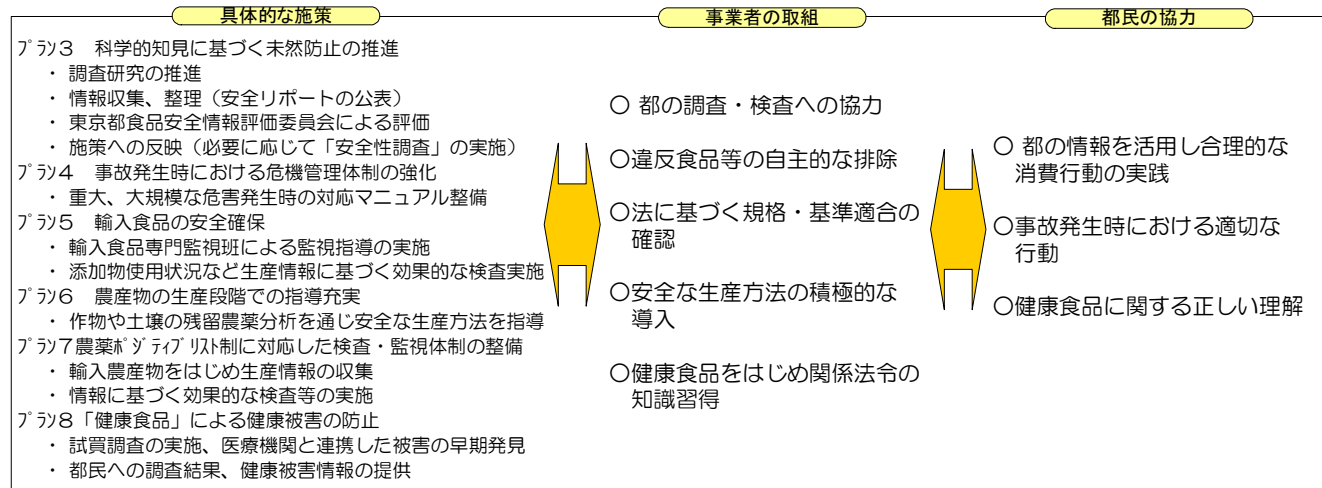 具体的な施策
ﾌﾟﾗﾝ3　科学的知見に基づく未然防止の推進
・ 調査研究の推進
・ 情報収集、整理（安全リポートの公表）
・ 東京都食品安全情報評価委員会による評価
・ 施策への反映（必要に応じて「安全性調査」の実施）
ﾌﾟﾗﾝ4　事故発生時における危機管理体制の強化
・ 重大、大規模な危害発生時の対応マニュアル整備
ﾌﾟﾗﾝ5　輸入食品の安全確保
・ 輸入食品専門監視班による監視指導の実施
・ 添加物使用状況など生産情報に基づく効果的な検査実施
ﾌﾟﾗﾝ6　農産物の生産段階での指導充実
・ 作物や土壌の残留農薬分析を通じ安全な生産方法を指導
ﾌﾟﾗﾝ7農薬ﾎﾟｼﾞﾃｨﾌﾞﾘｽﾄ制に対応した検査・監視体制の整備
・ 輸入農産物をはじめ生産情報の収集
・ 情報に基づく効果的な検査等の実施
ﾌﾟﾗﾝ8「健康食品」による健康被害の防止
・ 試買調査の実施、医療機関と連携した被害の早期発見
・ 都民への調査結果、健康被害情報の提供
事業者の取組
〇 都の調査・検査への協力
〇違反食品等の自主的な排除
〇法に基づく規格・基準適合の
確認
〇安全な生産方法の積極的な
導入
〇健康食品をはじめ関係法令の
知識習得
都民の協力
〇 都の情報を活用し合理的な
消費行動の実践
〇事故発生時における適切な
行動
〇健康食品に関する正しい理解